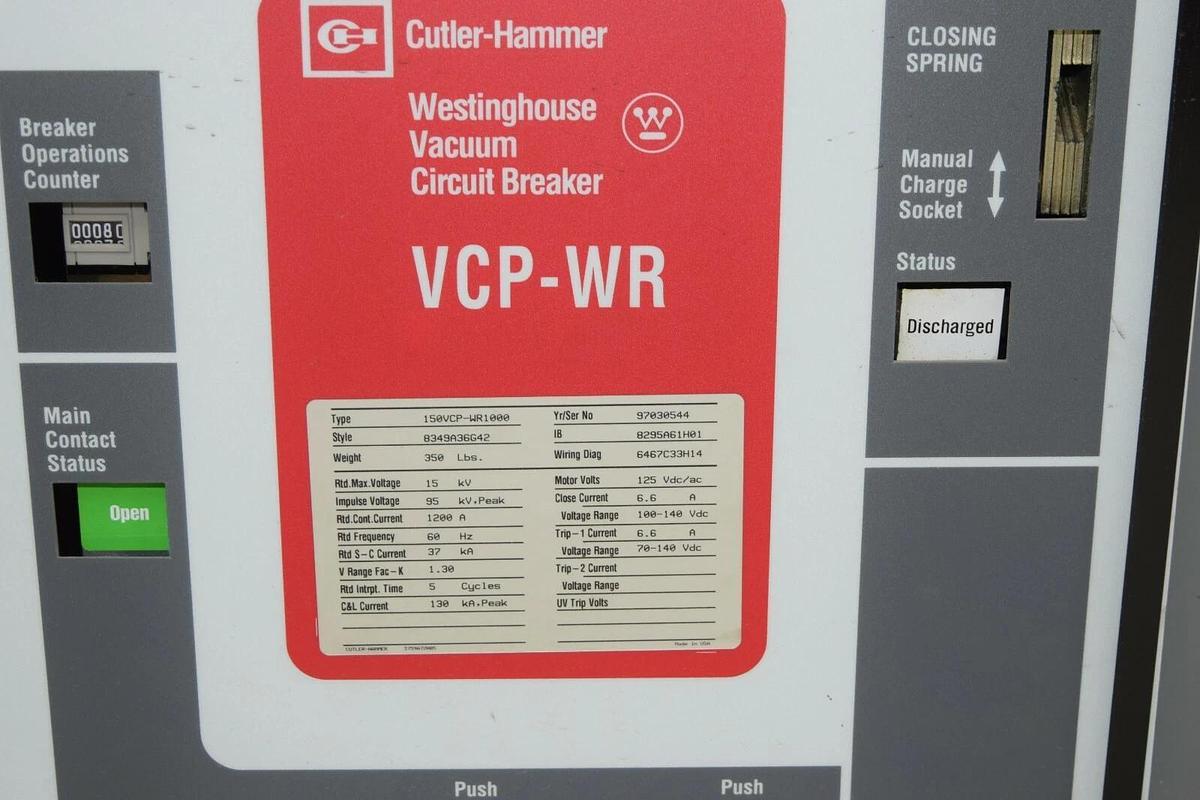 Cutler-Hammer
Westinghouse
Vacuum
Circuit Breaker
VCP-WR
Breaker
Operations
Counter
Main
Contact
Status
Open
Type 150VCP-WR1000
Style 8349A36G42
Weight 350 Lbs.
Rtd.Max.Voltage 15 kV
Impulse Voltage 95 kV.Peak
Rtd.Cont.Current 1200 A
Rtd Frequency 60 Hz
Rtd S-C Current 37 kA
V Range Fac-K 1.30
Rtd Intrpt. Time 5 Cycles
C&L Current 130 kA.Peak
CUTLER-HAMMER
Yr/Ser No 97030544
IB 8295A61H01
Wiring Diag 6467C33H14
Motor Volts 125 Vdc/ac
Close Current 6.6 A
Voltage Range 100-140 Vdc
Trip-1 Current 6.6 A
Voltage Range 70-140 Vdc
Trip-2 Current
Voltage Range
UV Trip Volts
Made in USA
CLOSING
SPRING
Manual
Charge
Socket
Status
Discharged
Push
Push